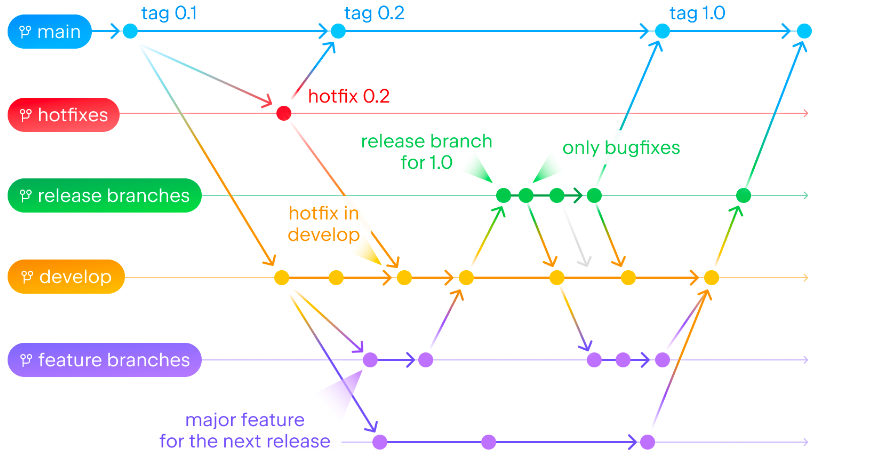 tag 0.1
tag 0.2
tag 1.0
main
hotfix 0.2
hotfixes
release branch
for 1.0
only bugfixes
release branches
hotfix in
develop
develop
feature branches
major feature
for the next release